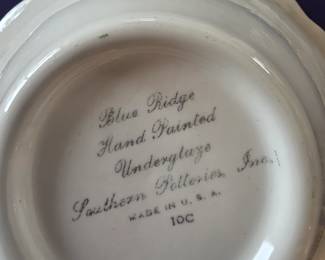 Blue Ridge
Hand Painted
Underglaze
Southern Potteries Inc.
MADE IN U.S.A.
10C